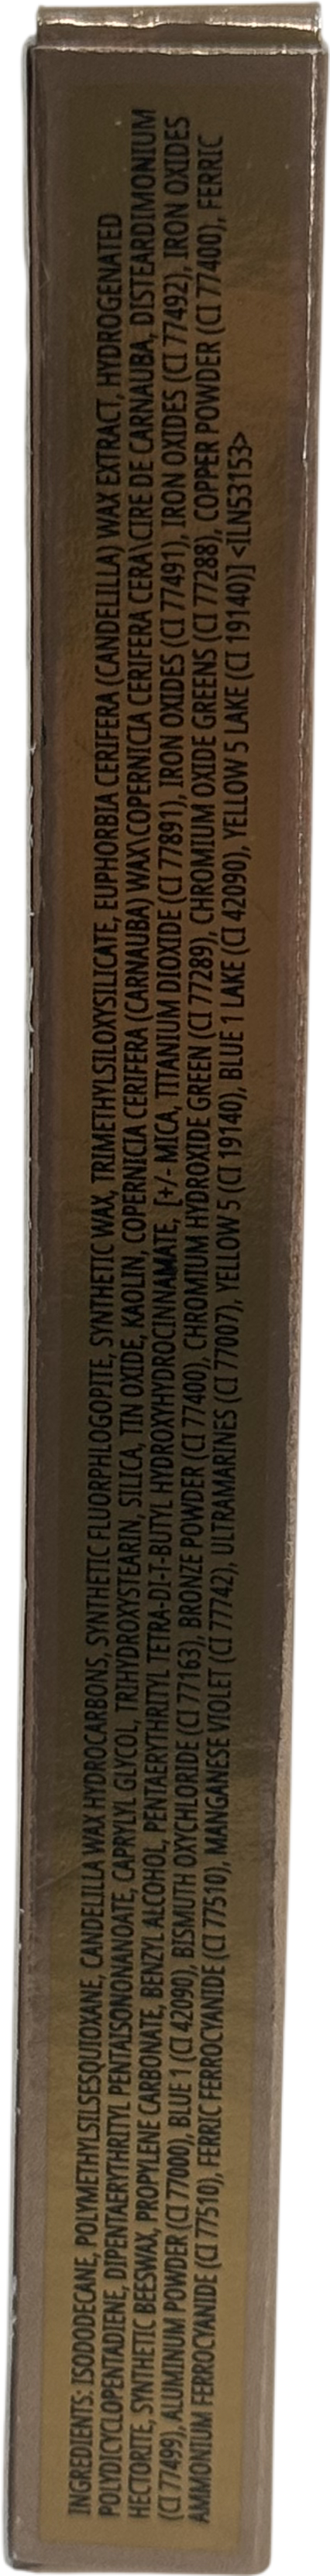 INGREDIENTS: ISODODECANE, POLYMETHYLSILSESQUIOXANE, CANDELILLA WAX HYDROCARBONS, SYNTHETIC FLUORPHLOGOPITE, SYNTHETIC WAX, TRIMETHYLSILOXYSILICATE, EUPHORBIA CERIFERA (CANDELILLA) WAX EXTRACT, HYDROGENATED
POLYDICYCLOPENTADIENE, DIPENTAERYTHRITYL PENTAISONONANOATE, CAPRYLYL GLYCOL, TRIHYDROXYSTEARIN, SILICA, TIN OXIDE, KAOLIN, COPERNICIA CERIFERA (CARNAUBA) WAX\COPERNICIA CERIFERA CERA\CIRE DE CARNAUBA, DISTEARDIMONIUM
HECTORITE, SYNTHETIC BEESWAX, PROPYLENE CARBONATE, BENZYL ALCOHOL, PENTAERYTHRITYL TETRA-DI-T-BUTYL HYDROXYHYDROCINNAMATE, [+/- MICA, TITANIUM DIOXIDE (CI 77891), IRON OXIDES (CI 77491), IRON OXIDES (CI 77492), IRON OXIDES
(CI 77499), ALUMINUM POWDER (CI 77000), BLUE 1 (CI 42090), BISMUTH OXYCHLORIDE (CI 77163), BRONZE POWDER (CI 77400), CHROMIUM HYDROXIDE GREEN (CI 77289), CHROMIUM OXIDE GREENS (CI 77288), COPPER POWDER (CI 77400), FERRIC
AMMONIUM FERROCYANIDE (CI 77510), FERRIC FERROCYANIDE (CI 77510), MANGANESE VIOLET (CI 77742), ULTRAMARINES (CI 77007), YELLOW 5 (CI 19140), BLUE 1 LAKE (CI 42090), YELLOW 5 LAKE (CI 19140)] <ILN53153>